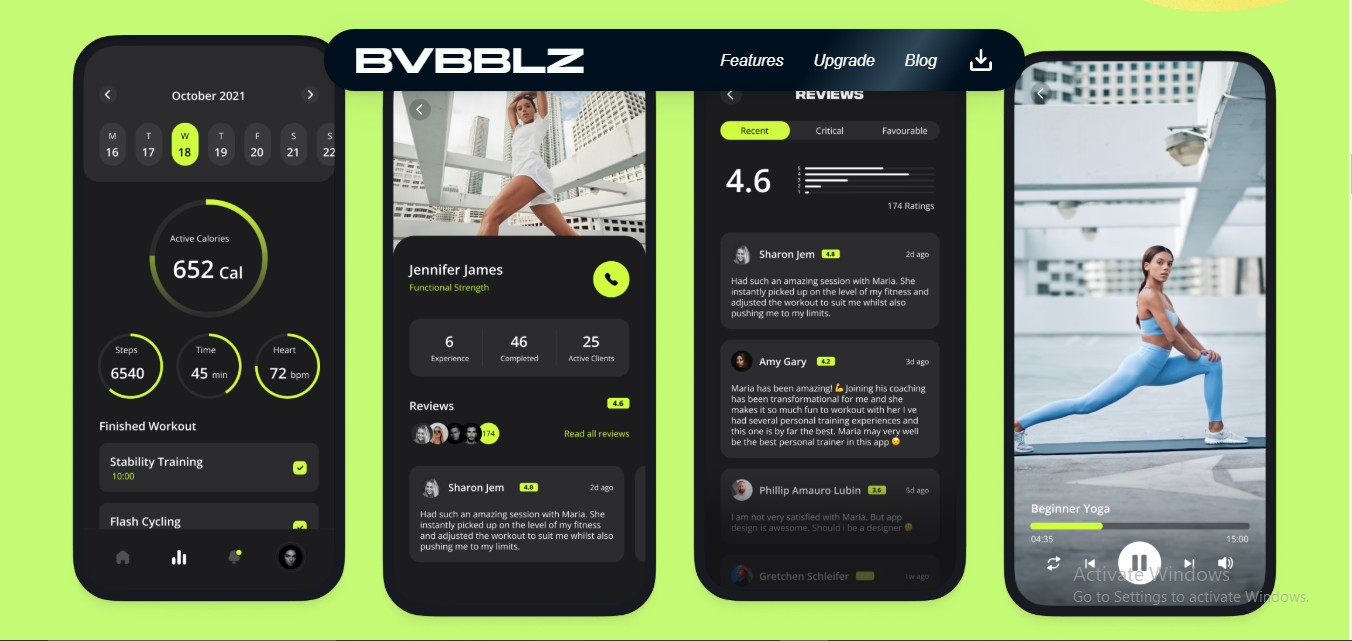 BVBBLZ
Features
Upgrade
Blog
October 2021
M
T
W
T
F
S
S
16
17
18
19
20
21
22
Active Calories
652 Cal
Steps
6540
Time
45 min
Heart
72 bpm
Finished Workout
Stability Training
10:00
Flash Cycling
Jennifer James
Functional Strength
6
Experience
46
Completed
25
Active Clients
Reviews
4.6
174
Read all reviews
Sharon Jem
4.8
2d ago
Had such an amazing session with Maria. She
instantly picked up on the level of my fitness
and adjusted the workout to suit me whilst also
pushing me to my limits.
REVIEWS
Recent
Critical
Favourable
4.6
5
4
3
2
1
174 Ratings
Sharon Jem
4.8
2d ago
Had such an amazing session with Maria. She
instantly picked up on the level of my fitness and
adjusted the workout to suit me whilst also
pushing me to my limits.
Amy Gary
4.2
3d ago
Maria has been amazing! 💪 Joining his coaching
has been transformational for me and she
makes it so much fun to workout with her I ve
had several personal training experiences and
this one is by far the best. Maria may very well
be the best personal trainer in this app 😉
Phillip Amauro Lubin
3.6
5d ago
I am not very satisfied with Maria. But app
design is awesome. Should i be a designer
Gretchen Schleifer
1w ago
Beginner Yoga
04:35
15:00
Activate Windows
Go to Settings to activate Windows.